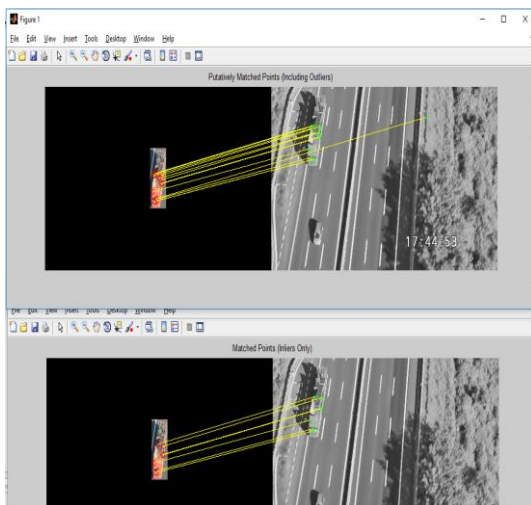 Figure 1
File Edit View Insert Tools Desktop Window Help
Putatively Matched Points (Including Outliers)
17:44:53
File Edit View Insert Tools Desktop Window Help
Matched Points (Inliers Only)